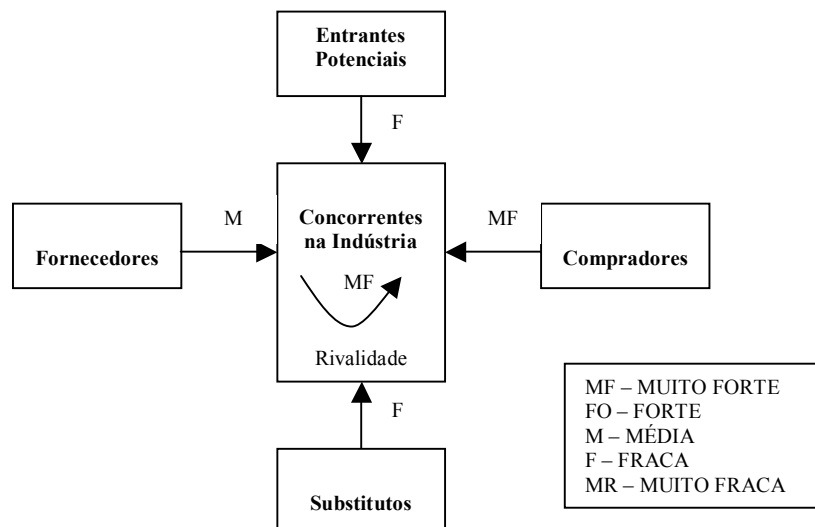 Entrantes
Potenciais
F
M
Concorrentes
na Indústria
MF
Fornecedores
MF
Compradores
Rivalidade
F
Substitutos
MF – MUITO FORTE
FO – FORTE
M – MÉDIA
F – FRACA
MR – MUITO FRACA